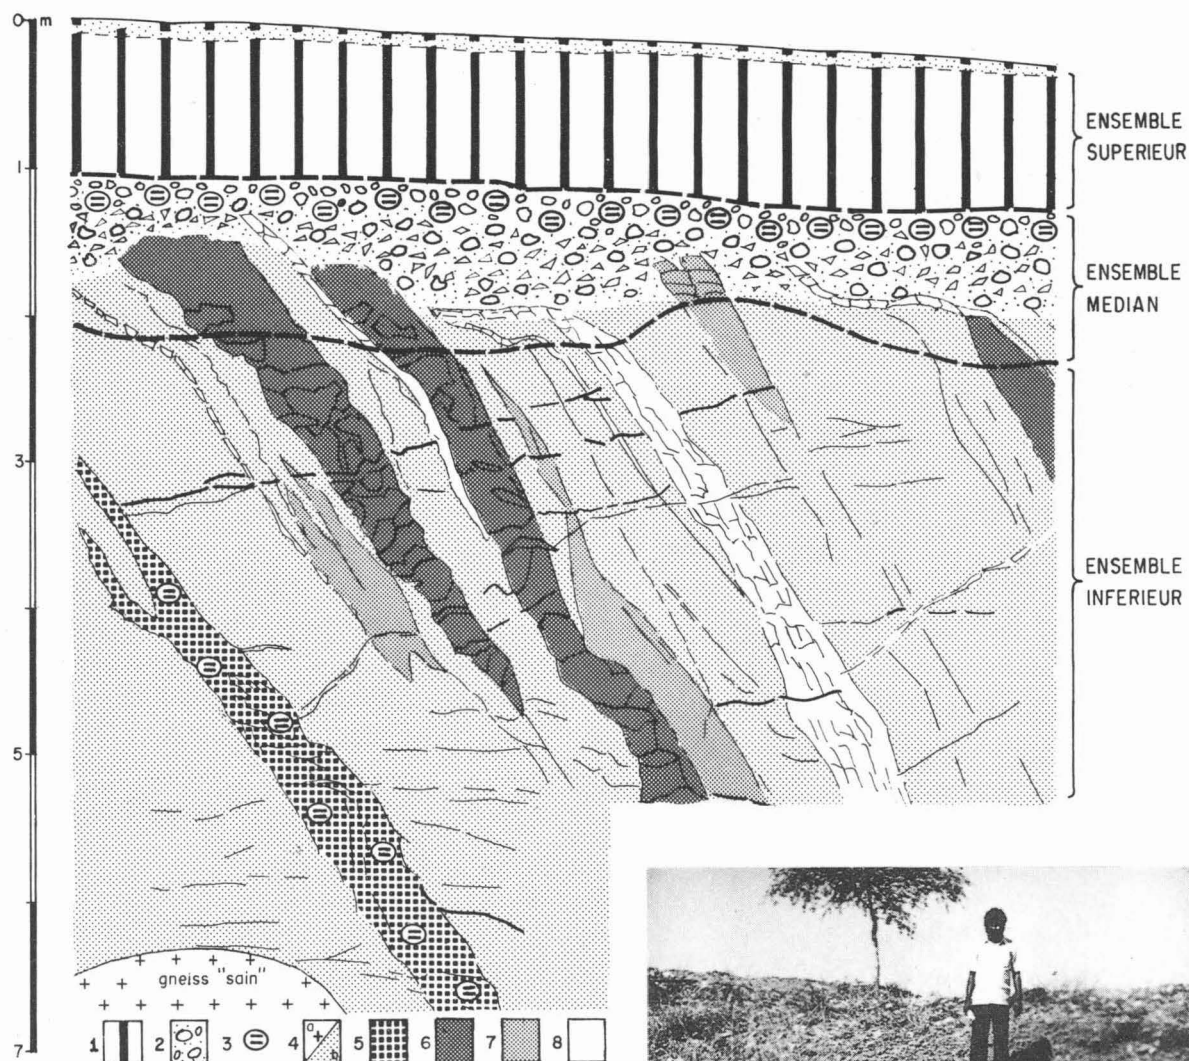 0 m
1
3
5
7
ENSEMBLE
SUPERIEUR
ENSEMBLE
MEDIAN
ENSEMBLE
INFERIEUR
gneiss "sain"
1 2 3 4 a + b 5 6 7 8